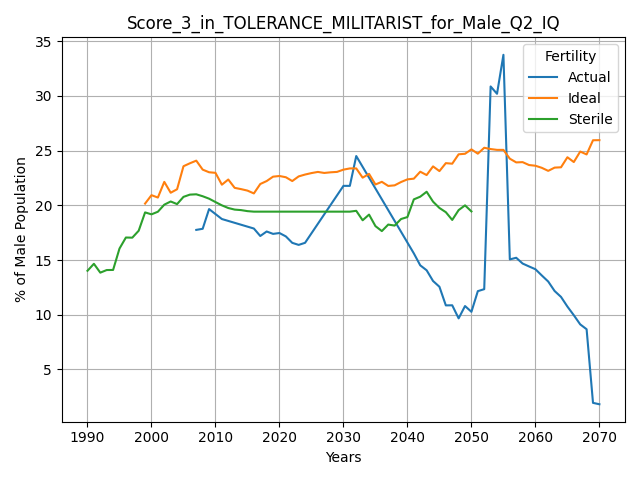 Score_3_in_TOLERANCE_MILITARIST_for_Male_Q2_IQ
% of Male Population
35
30
25
20
15
10
5
Fertility
Actual
Ideal
Sterile
1990 2000 2010 2020 2030 2040 2050 2060 2070
Years